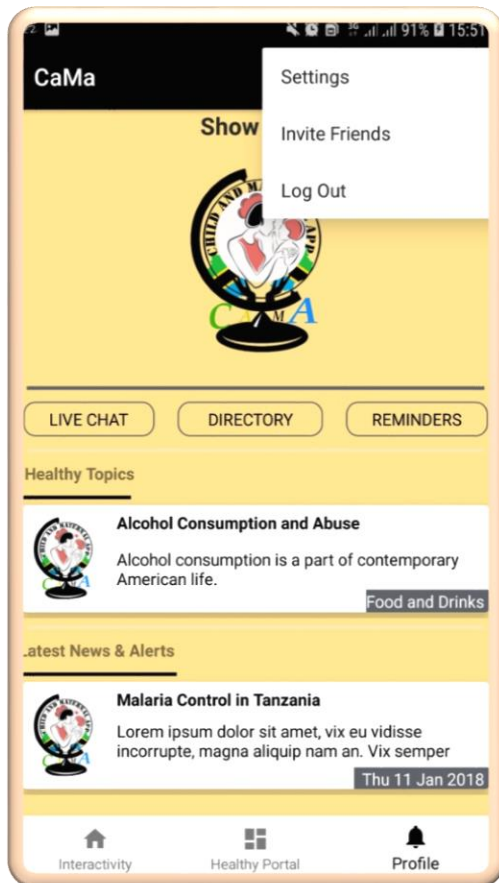 91% 15:51
CaMa
Settings
Invite Friends
Log Out
Show
CHILD AND MA APP
CAMA
LIVE CHAT
DIRECTORY
REMINDERS
Healthy Topics
Alcohol Consumption and Abuse
Alcohol consumption is a part of contemporary
American life.
Food and Drinks
Latest News & Alerts
Malaria Control in Tanzania
Lorem ipsum dolor sit amet, vix eu vidisse
incorrupte, magna aliquip nam an. Vix semper
Thu 11 Jan 2018
Interactivity
Healthy Portal
Profile